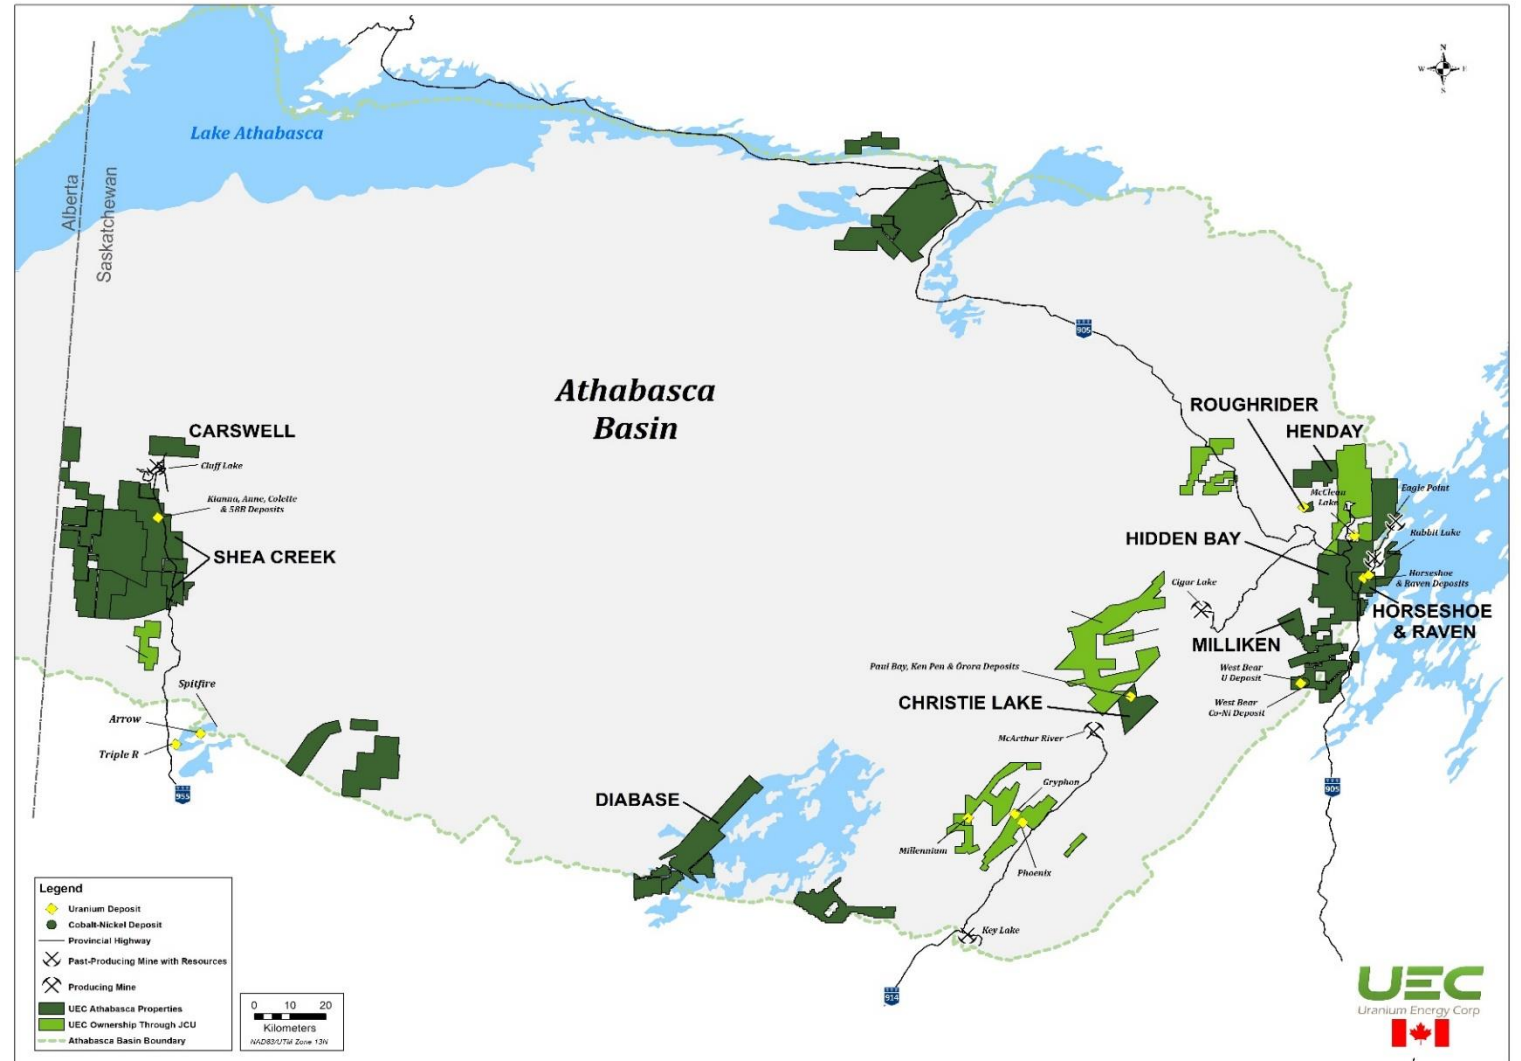 N
W E
S
Lake Athabasca
Alberta
Saskatchewan
905
Athabasca
Basin
ROUGHRIDER
HENDAY
CARSWELL
Cluff Lake
Kianna, Anne, Colette
& 58B Deposits
McClean
Lake
Eagle Point
Rabbit Lake
SHEA CREEK
HIDDEN BAY
Cigar Lake
Horseshoe
& Raven Deposits
HORSESHOE
& RAVEN
MILLIKEN
Paul Bay, Ken Pen & Ōrora Deposits
West Bear
U Deposit
Spitfire
CHRISTIE LAKE
West Bear
Co-Ni Deposit
Arrow
McArthur River
Triple R
955
905
Gryphon
DIABASE
Millennium
Phoenix
Key Lake
914
Legend
Uranium Deposit
Cobalt-Nickel Deposit
Provincial Highway
Past-Producing Mine with Resources
Producing Mine
UEC Athabasca Properties
UEC Ownership Through JCU
Athabasca Basin Boundary
0 10 20
Kilometers
NAD83/UTM Zone 13N
UEC
Uranium Energy Corp